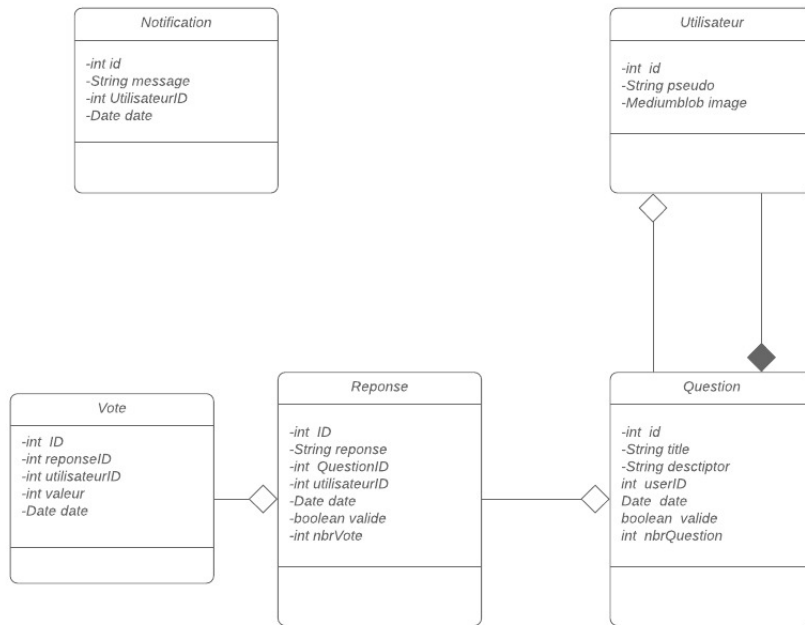 Notification
-int id
-String message
-int UtilisateurID
-Date date
Utilisateur
-int id
-String pseudo
-Mediumblob image
Vote
-int ID
-int reponseID
-int utilisateurID
-int valeur
-Date date
Reponse
-int ID
-String reponse
-int QuestionID
-int utilisateurID
-Date date
-boolean valide
-int nbrVote
Question
-int id
-String title
-String desctiptor
int userID
Date date
boolean valide
int nbrQuestion